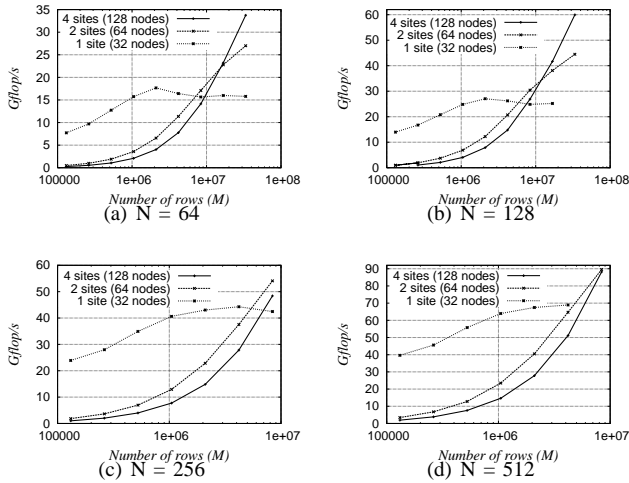 35
30
25
20
15
10
5
0
Gflop/s
4 sites (128 nodes)
2 sites (64 nodes)
1 site (32 nodes)
100000 1e+06 1e+07 1e+08
Number of rows (M)
(a) N = 64
60
50
40
30
20
10
0
Gflop/s
4 sites (128 nodes)
2 sites (64 nodes)
1 site (32 nodes)
100000 1e+06 1e+07 1e+08
Number of rows (M)
(b) N = 128
60
50
40
30
20
10
0
Gflop/s
4 sites (128 nodes)
2 sites (64 nodes)
1 site (32 nodes)
100000 1e+06 1e+07
Number of rows (M)
(c) N = 256
90
80
70
60
50
40
30
20
10
0
Gflop/s
4 sites (128 nodes)
2 sites (64 nodes)
1 site (32 nodes)
100000 1e+06 1e+07
Number of rows (M)
(d) N = 512